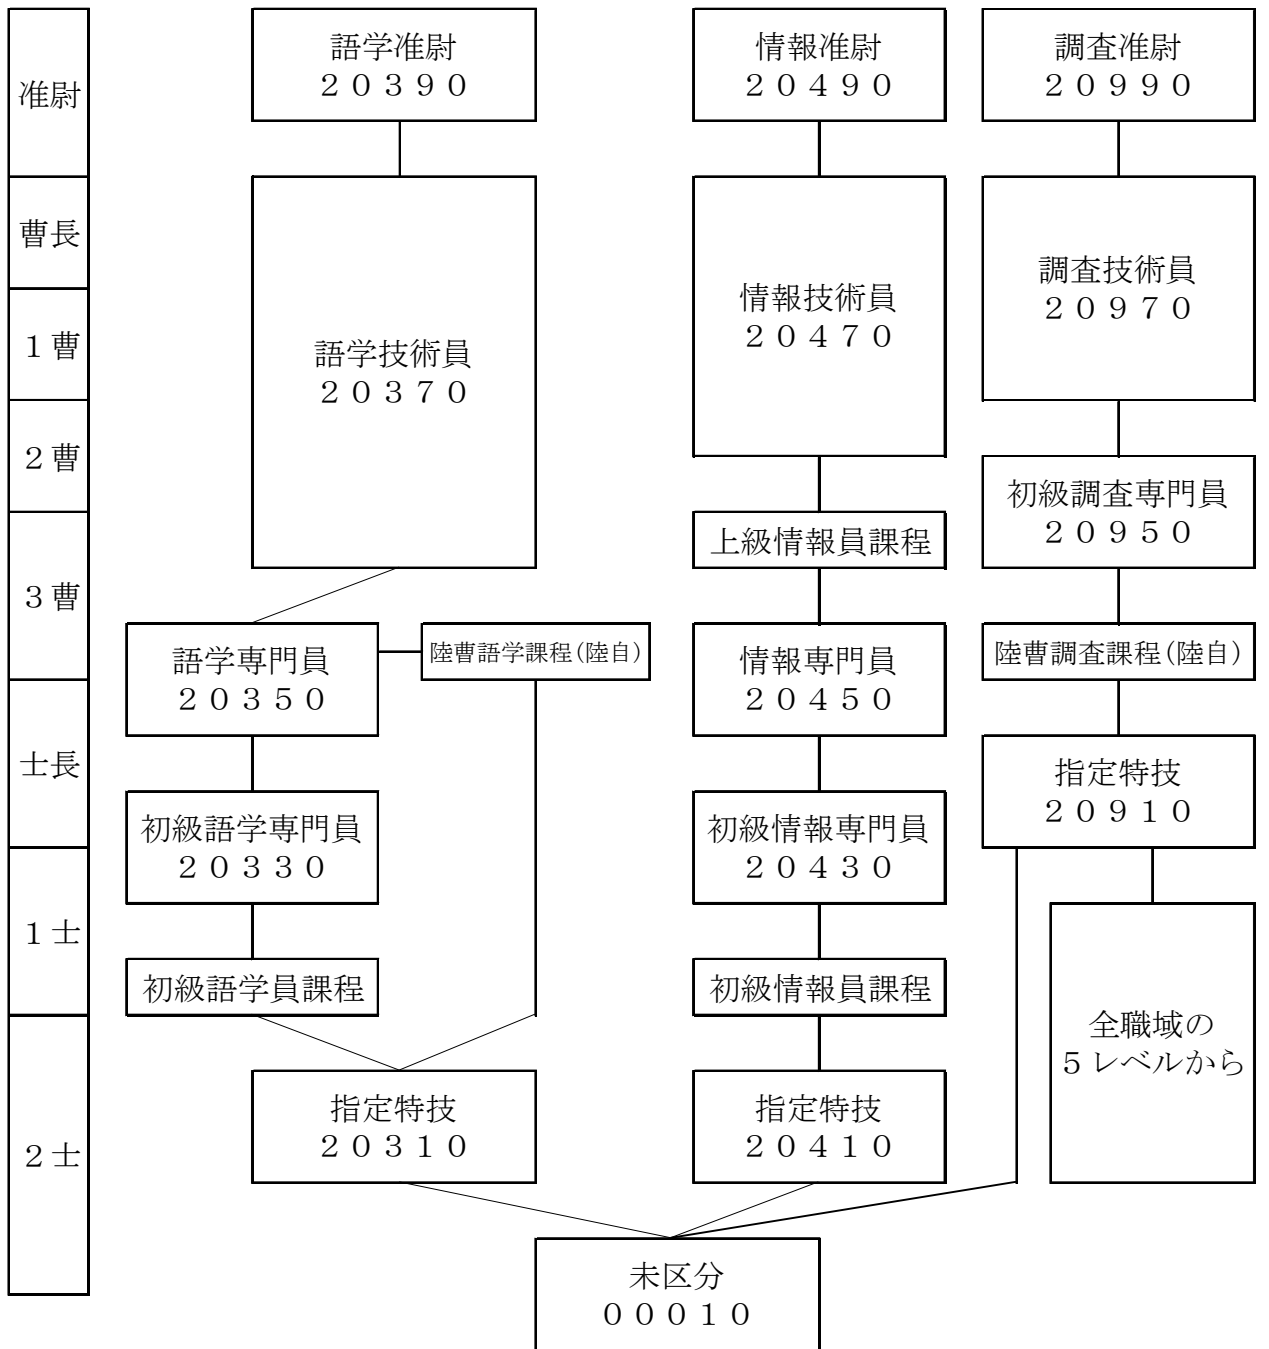 准尉
曹長
１曹
２曹
３曹
士長
１士
２士
語学准尉
２０３９０
語学技術員
２０３７０
語学専門員
２０３５０
陸曹語学課程(陸自)
初級語学専門員
２０３３０
初級語学員課程
指定特技
２０３１０
情報准尉
２０４９０
情報技術員
２０４７０
上級情報員課程
情報専門員
２０４５０
初級情報専門員
２０４３０
初級情報員課程
指定特技
２０４１０
調査准尉
２０９９０
調査技術員
２０９７０
初級調査専門員
２０９５０
陸曹調査課程(陸自)
指定特技
２０９１０
全職域の
５レベルから
未区分
０００１０